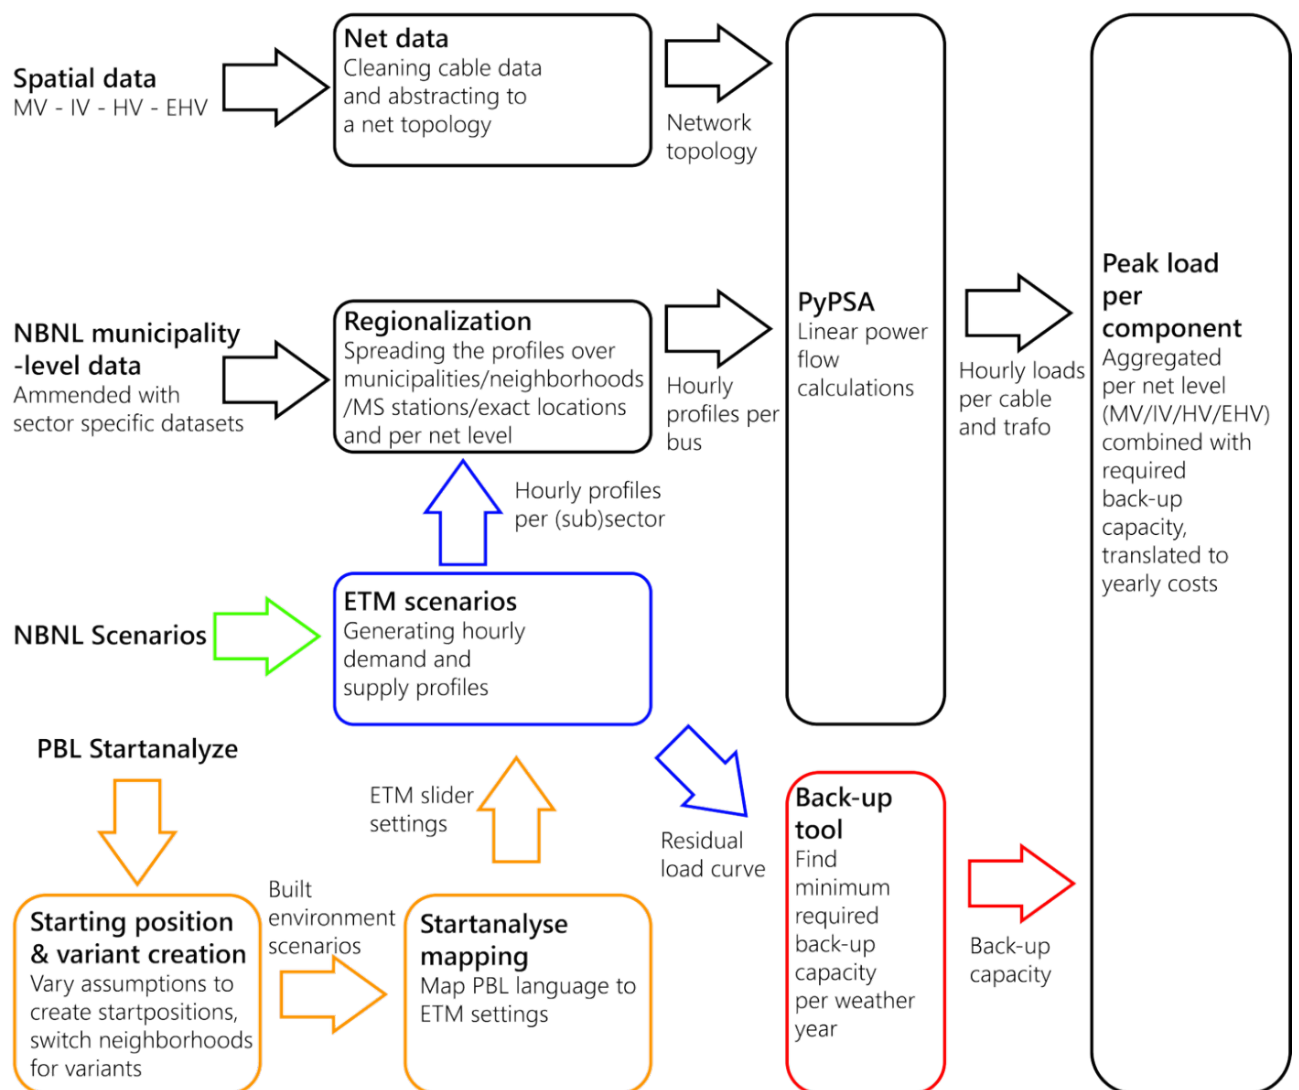 Spatial data
MV - IV - HV - EHV
Net data
Cleaning cable data
and abstracting to
a net topology
Network
topology
NBNL municipality
-level data
Ammended with
sector specific datasets
Regionalization
Spreading the profiles over
municipalities/neighborhoods
/MS stations/exact locations
and per net level
Hourly
profiles per
bus
PyPSA
Linear power
flow
calculations
Hourly loads
per cable
and trafo
Peak load
per
component
Aggregated
per net level
(MV/IV/HV/EHV)
combined with
required
back-up
capacity,
translated to
yearly costs
Hourly profiles
per (sub)sector
NBNL Scenarios
ETM scenarios
Generating hourly
demand and
supply profiles
PBL Startanalyze
ETM slider
settings
Residual
load curve
Back-up
tool
Find
minimum
required
back-up
capacity
per weather
year
Back-up
capacity
Starting position
& variant creation
Vary assumptions to
create startpositions,
switch neighborhoods
for variants
Built
environment
scenarios
Startanalyse
mapping
Map PBL language to
ETM settings